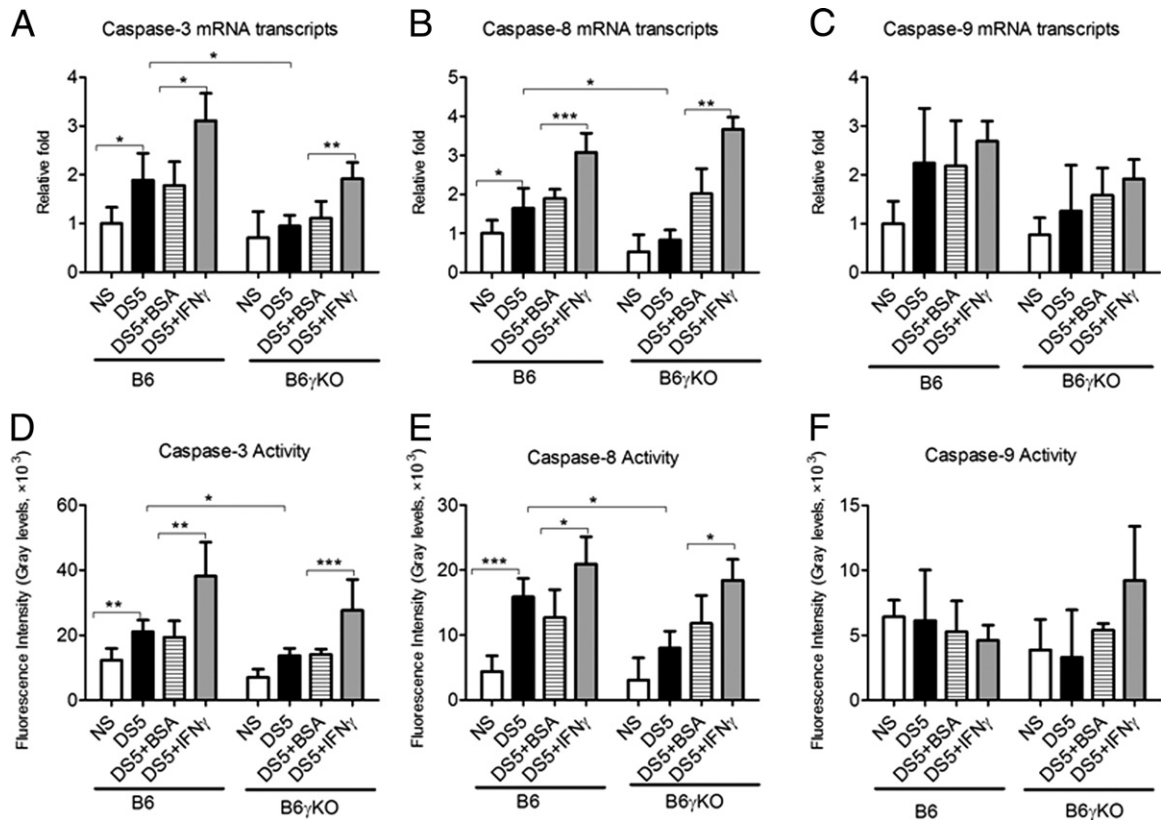 A
Caspase-3 mRNA transcripts
Relative fold
4
3
2
1
0
*
*
*
**
NS
DS5
DS5+BSA
DS5+IFNγ
NS
DS5
DS5+BSA
DS5+IFNγ
B6
B6γKO
B
Caspase-8 mRNA transcripts
Relative fold
5
4
3
2
1
0
*
***
*
**
NS
DS5
DS5+BSA
DS5+IFNγ
NS
DS5
DS5+BSA
DS5+IFNγ
B6
B6γKO
C
Caspase-9 mRNA transcripts
Relative fold
4
3
2
1
0
NS
DS5
DS5+BSA
DS5+IFNγ
NS
DS5
DS5+BSA
DS5+IFNγ
B6
B6γKO
D
Caspase-3 Activity
Fluorescence Intensity (Gray levels, ×10³)
60
40
20
0
**
**
*
***
NS
DS5
DS5+BSA
DS5+IFNγ
NS
DS5
DS5+BSA
DS5+IFNγ
B6
B6γKO
E
Caspase-8 Activity
Fluorescence Intensity (Gray levels, ×10³)
30
20
10
0
***
*
*
*
NS
DS5
DS5+BSA
DS5+IFNγ
NS
DS5
DS5+BSA
DS5+IFNγ
B6
B6γKO
F
Caspase-9 Activity
Fluorescence Intensity (Gray levels, ×10³)
15
10
5
0
NS
DS5
DS5+BSA
DS5+IFNγ
NS
DS5
DS5+BSA
DS5+IFNγ
B6
B6γKO